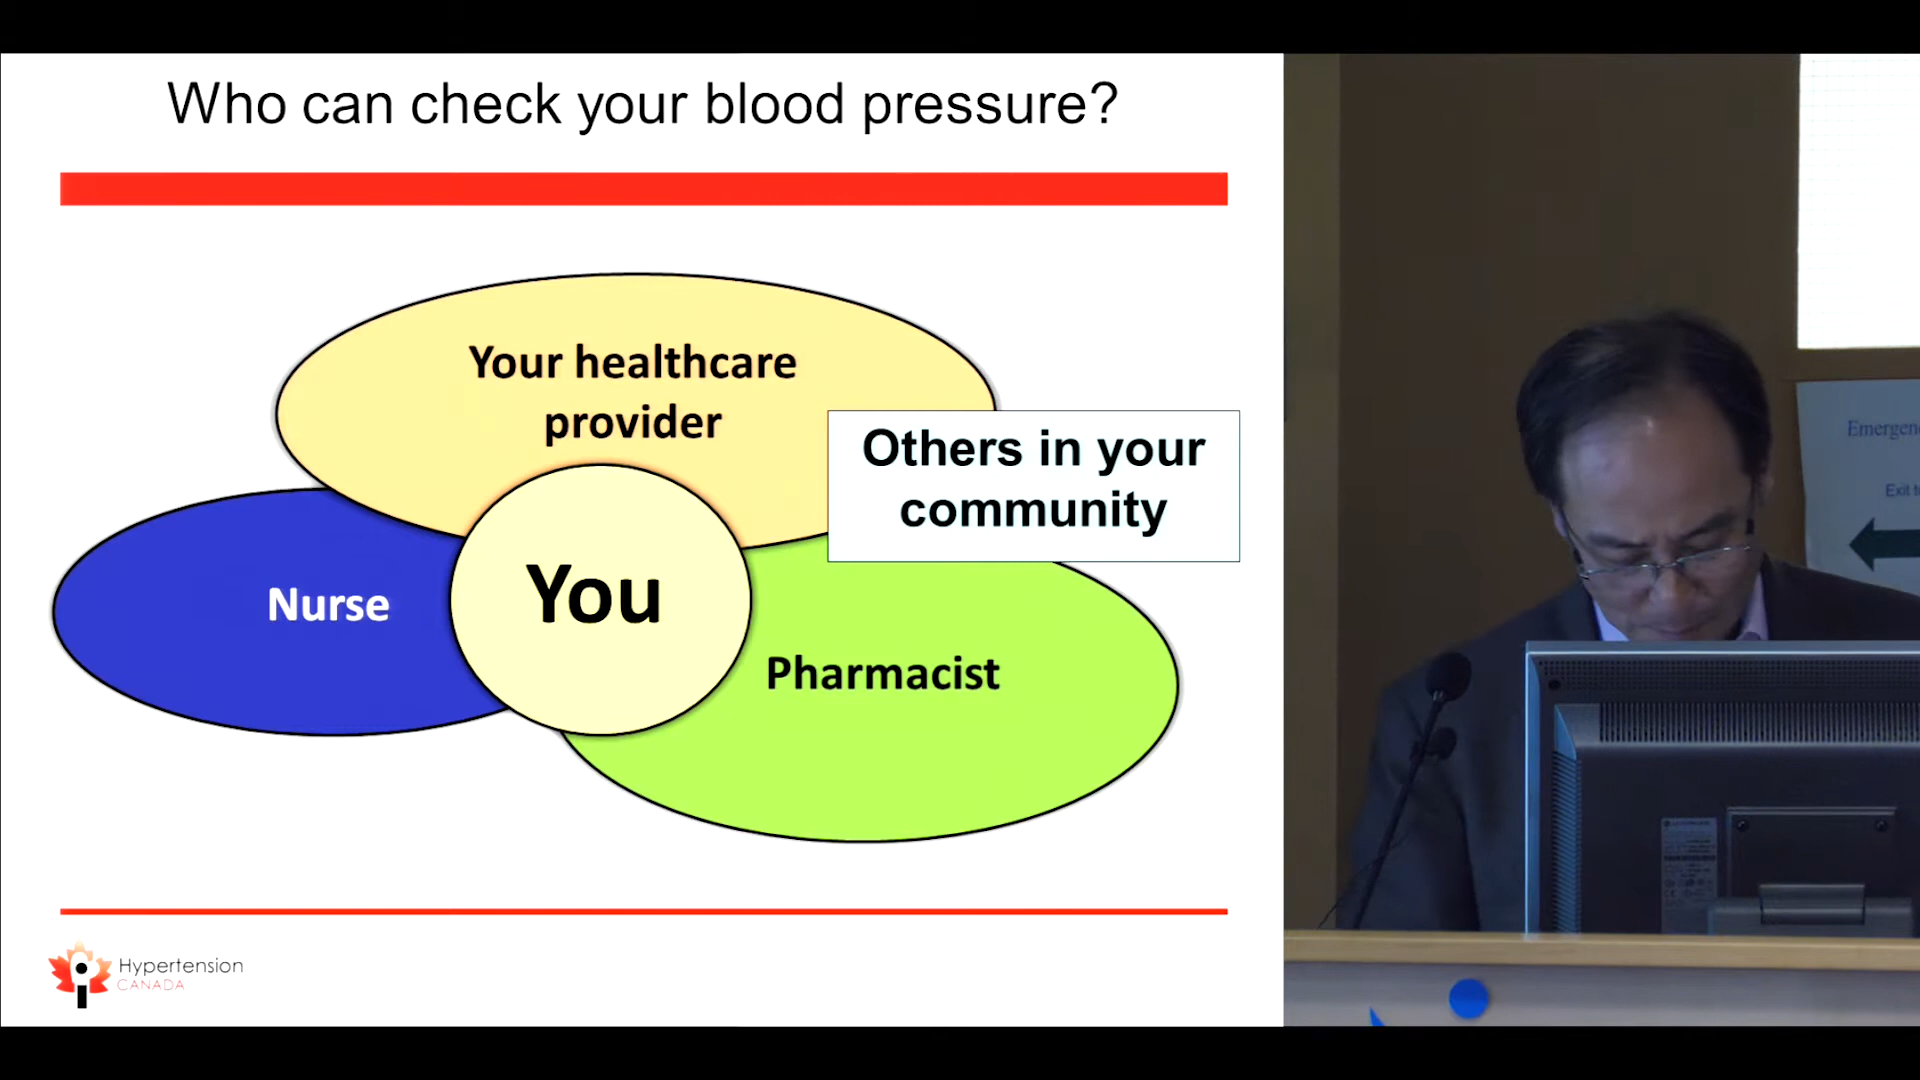 Who can check your blood pressure?
Your healthcare
provider
Others in your
community
Nurse
You
Pharmacist
Hypertension
CANADA
Exit